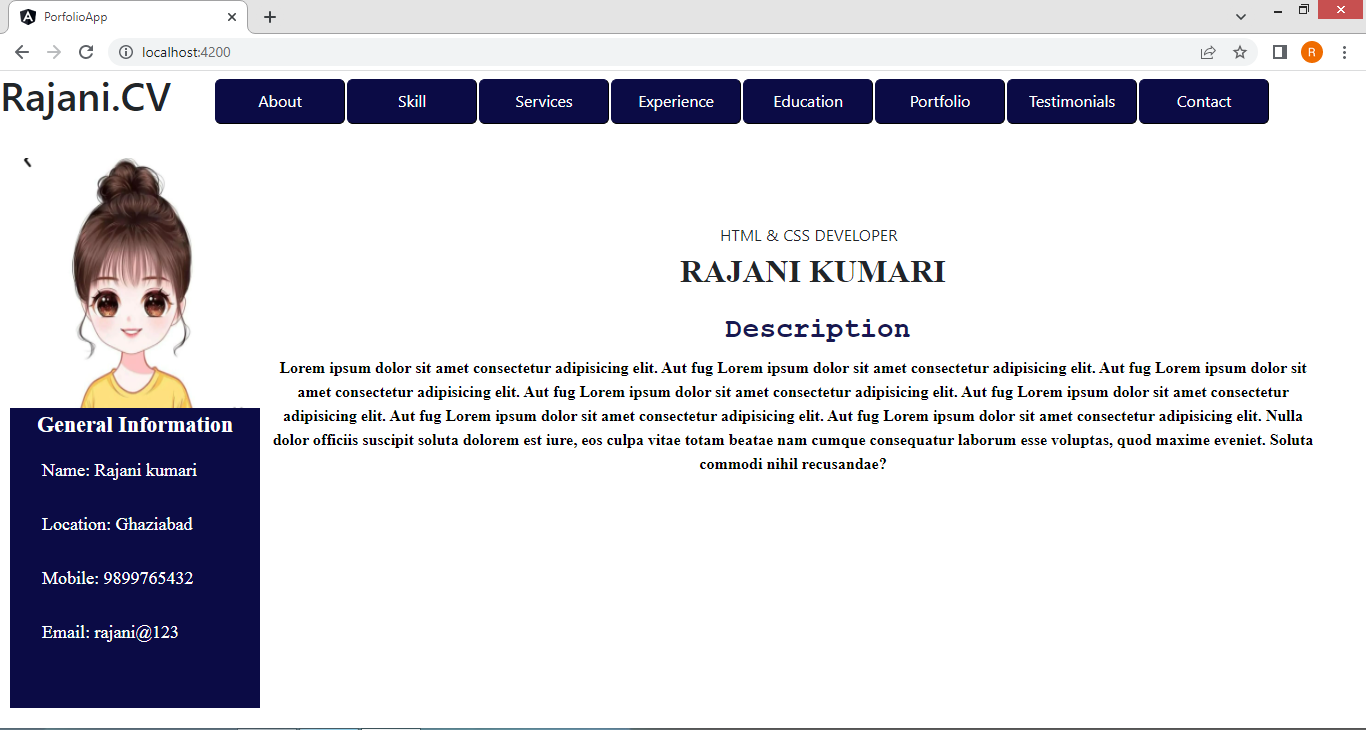 PorfolioApp
localhost:4200
R
Rajani.CV
About Skill Services Experience Education Portfolio Testimonials Contact
HTML & CSS DEVELOPER
RAJANI KUMARI
Description
Lorem ipsum dolor sit amet consectetur adipisicing elit. Aut fug Lorem ipsum dolor sit amet consectetur adipisicing elit. Aut fug Lorem ipsum dolor sit
amet consectetur adipisicing elit. Aut fug Lorem ipsum dolor sit amet consectetur adipisicing elit. Aut fug Lorem ipsum dolor sit amet consectetur
adipisicing elit. Aut fug Lorem ipsum dolor sit amet consectetur adipisicing elit. Aut fug Lorem ipsum dolor sit amet consectetur adipisicing elit. Nulla
dolor officiis suscipit soluta dolorem est iure, eos culpa vitae totam beatae nam cumque consequatur laborum esse voluptas, quod maxime eveniet. Soluta
commodi nihil recusandae?
General Information
Name: Rajani kumari
Location: Ghaziabad
Mobile: 9899765432
Email: rajani@123